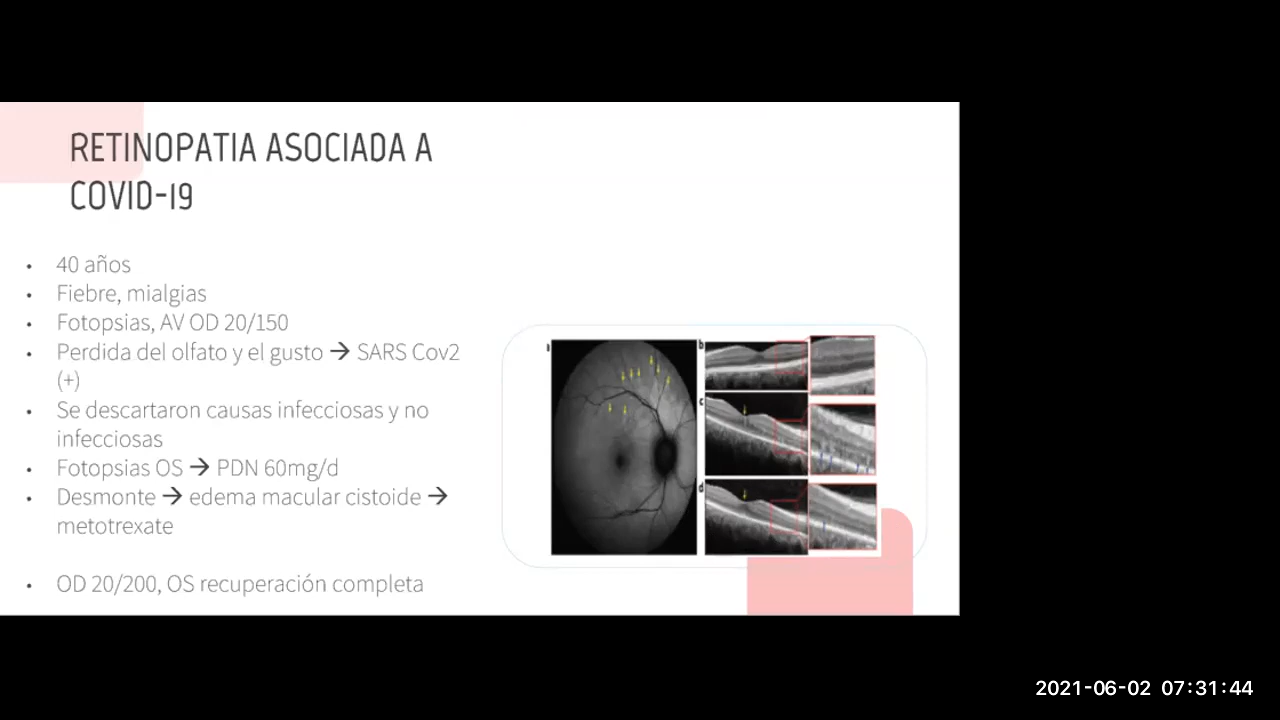 RETINOPATIA ASOCIADA A
COVID-19
• 40 años
• Fiebre, mialgias
• Fotopsias, AV OD 20/150
• Perdida del olfato y el gusto → SARS Cov2
(+)
• Se descartaron causas infecciosas y no
infecciosas
• Fotopsias OS → PDN 60mg/d
• Desmonte → edema macular cistoide →
metotrexate
• OD 20/200, OS recuperación completa
a
b
c
d
2021-06-02 07:31:44